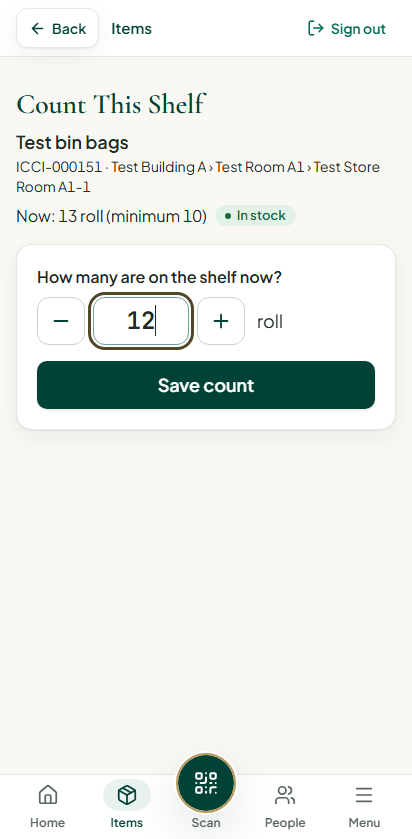 Back
Items
Sign out
Count This Shelf
Test bin bags
ICCI-000151 · Test Building A › Test Room A1 › Test Store
Room A1-1
Now: 13 roll (minimum 10)
In stock
How many are on the shelf now?
−
12
+
roll
Save count
Home
Items
Scan
People
Menu